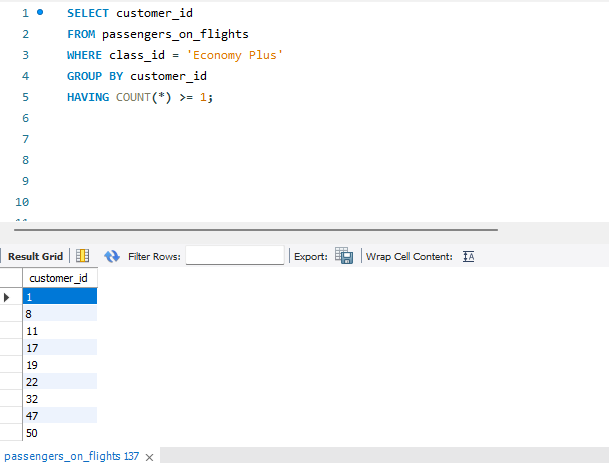 1 SELECT customer_id
2 FROM passengers_on_flights
3 WHERE class_id = 'Economy Plus'
4 GROUP BY customer_id
5 HAVING COUNT(*) >= 1;
6
7
8
9
10
Result Grid Filter Rows: Export: Wrap Cell Content: IA
customer_id
1
8
11
17
19
22
32
47
50
passengers_on_flights 137 ×